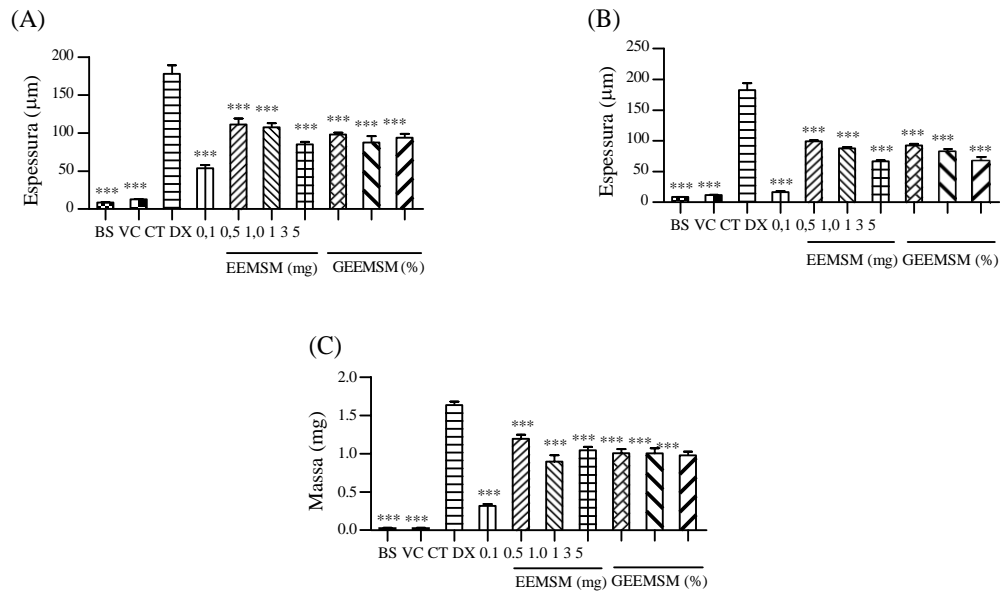 (A)
Espessura (μm)
200
150
100
50
0
*** *** *** *** *** *** *** *** ***
BS VC CT DX 0,1 0,5 1,0 1 3 5
EEMSM (mg) GEEMSM (%)
(B)
Espessura (μm)
250
200
150
100
50
0
*** *** *** *** *** *** *** *** ***
BS VC CT DX 0,1 0,5 1,0 1 3 5
EEMSM (mg) GEEMSM (%)
(C)
Massa (mg)
2.0
1.5
1.0
0.5
0.0
*** *** *** *** *** *** *** *** ***
BS VC CT DX 0.1 0.5 1.0 1 3 5
EEMSM (mg) GEEMSM (%)